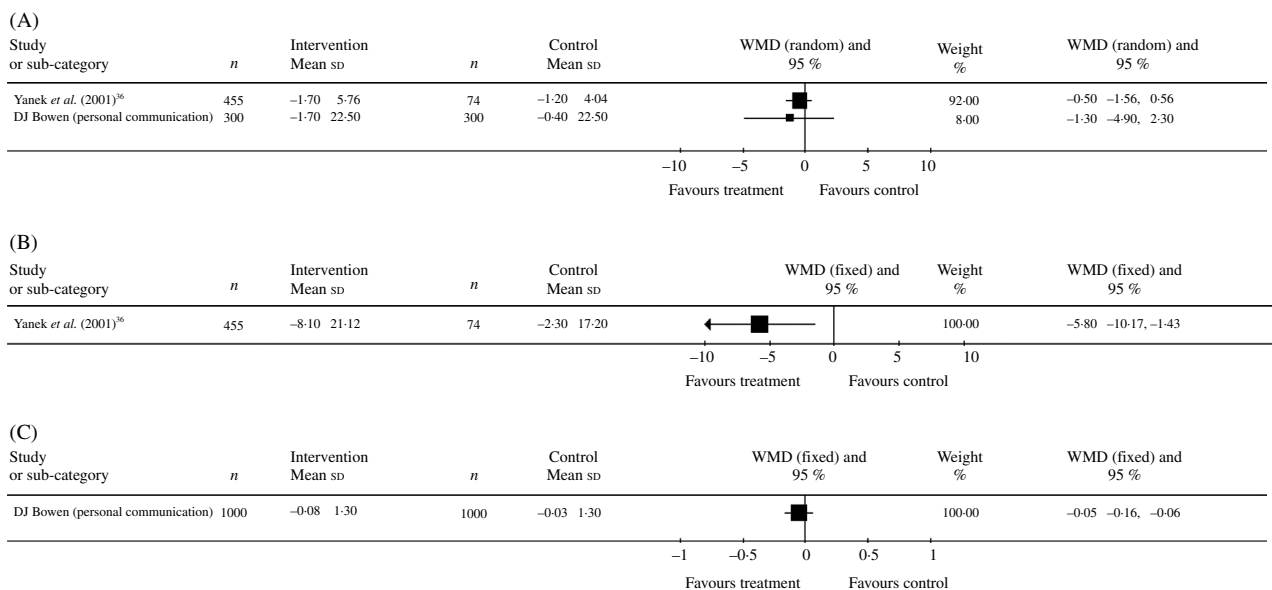 (A)
Study Intervention Control WMD (random) and Weight WMD (random) and
or sub-category n Mean SD n Mean SD 95 % % 95 %
Yanek et al. (2001)36 455 –1·70 5·76 74 –1·20 4·04 92·00 –0·50 –1·56, 0·56
DJ Bowen (personal communication) 300 –1·70 22·50 300 –0·40 22·50 8·00 –1·30 –4·90, 2·30
–10 –5 0 5 10
Favours treatment Favours control
(B)
Study Intervention Control WMD (fixed) and Weight WMD (fixed) and
or sub-category n Mean SD n Mean SD 95 % % 95 %
Yanek et al. (2001)36 455 –8·10 21·12 74 –2·30 17·20 100·00 –5·80 –10·17, –1·43
–10 –5 0 5 10
Favours treatment Favours control
(C)
Study Intervention Control WMD (fixed) and Weight WMD (fixed) and
or sub-category n Mean SD n Mean SD 95 % % 95 %
DJ Bowen (personal communication) 1000 –0·08 1·30 1000 –0·03 1·30 100·00 –0·05 –0·16, –0·06
–1 –0·5 0 0·5 1
Favours treatment Favours control